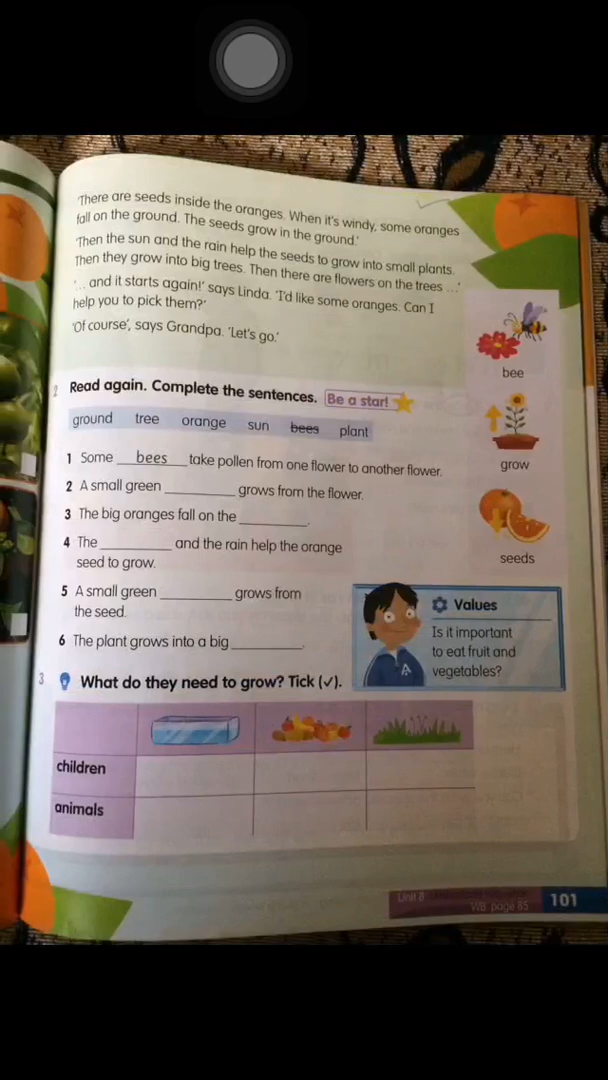 'There are seeds inside the oranges. When it's windy, some oranges
fall on the ground. The seeds grow in the ground.'
'Then the sun and the rain help the seeds to grow into small plants.
Then they grow into big trees. Then there are flowers on the trees ...'
'... and it starts again!' says Linda. 'I'd like some oranges. Can I
help you to pick them?'
'Of course', says Grandpa. 'Let's go.'
bee
2 Read again. Complete the sentences. Be a star!
ground tree orange sun bees plant
grow
1 Some bees take pollen from one flower to another flower.
2 A small green ________ grows from the flower.
3 The big oranges fall on the ________.
4 The ________ and the rain help the orange
seed to grow.
seeds
5 A small green ________ grows from
the seed.
6 The plant grows into a big ________.
Values
Is it important
to eat fruit and
vegetables?
A
3 What do they need to grow? Tick (✓).
children
animals
Unit 8
WB. page 85 101